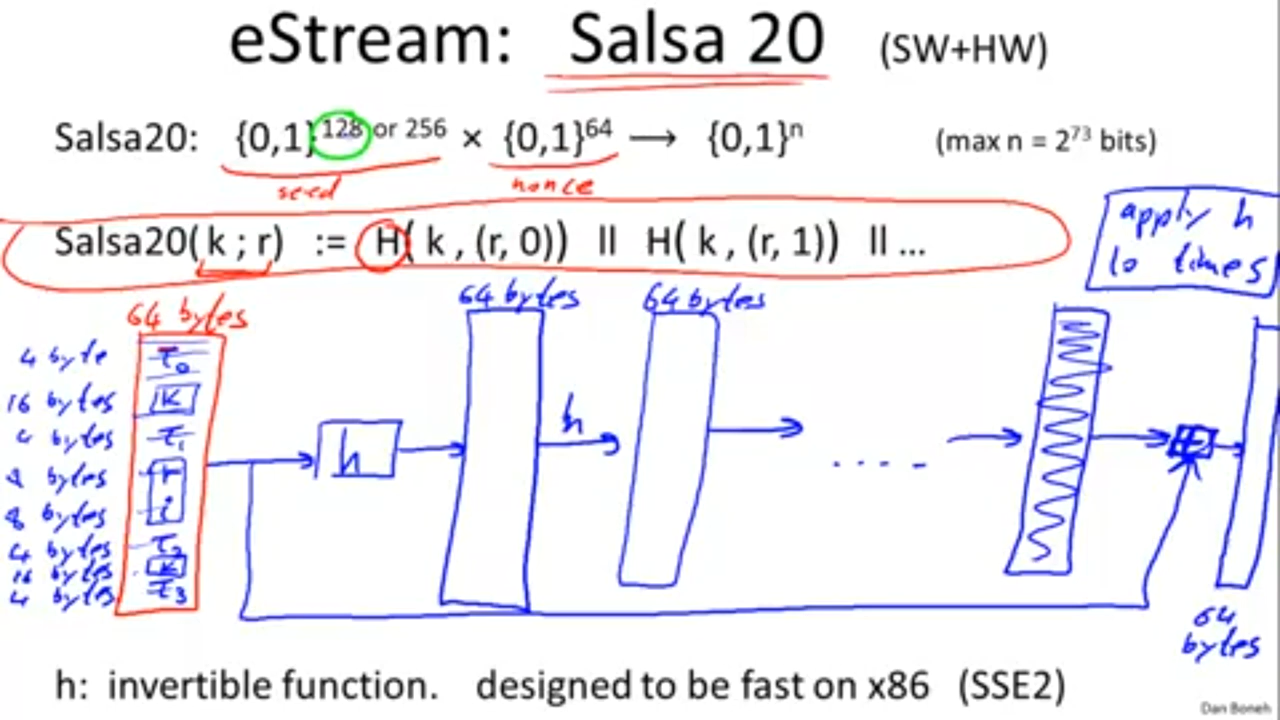 eStream: Salsa 20 (SW+HW)
Salsa20: {0,1}^128 or 256 × {0,1}^64 ⟶ {0,1}^n (max n = 2^73 bits)
seed nonce
Salsa20( k ; r) := H( k , (r, 0)) ǁ H( k , (r, 1)) ǁ ...
apply h
10 times
64 bytes 64 bytes 64 bytes
4 byte τ0
16 bytes k
4 bytes τ1
8 bytes r
8 bytes i
4 bytes τ2
16 bytes k
4 bytes τ3
h h +
64
bytes
h: invertible function. designed to be fast on x86 (SSE2)
Dan Boneh